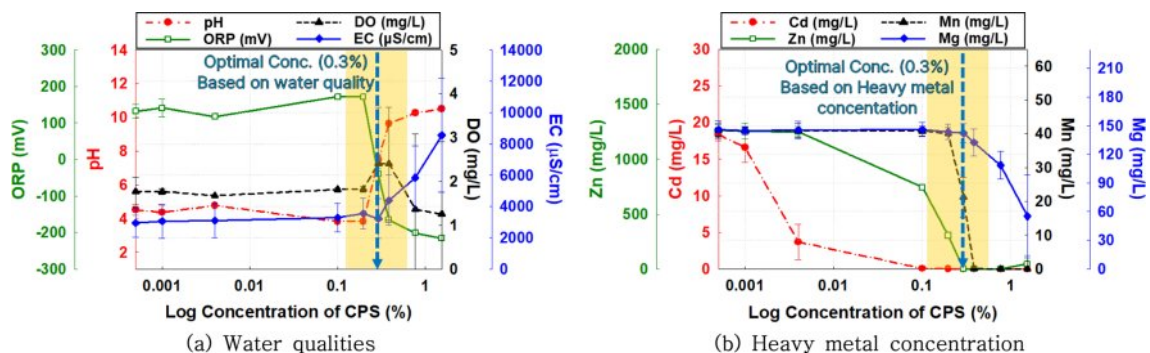 pH DO (mg/L)
ORP (mV) EC (µS/cm)
300 14 5 14000
200 12 12000
100 10 4 10000
0 8 3 8000
-100 6 2 6000
-200 4 1 4000
-300 2 0 2000
0
ORP (mV)
pH
DO (mg/L)
EC (µS/cm)
Optimal Conc. (0.3%)
Based on water quality
0.001 0.01 0.1 1
Log Concentration of CPS (%)
(a) Water qualities
Cd (mg/L) Mn (mg/L)
Zn (mg/L) Mg (mg/L)
2000 30 60 210
1500 25 50 180
1000 20 40 150
500 15 30 120
0 10 20 90
5 10 60
0 0 30
0
Zn (mg/L)
Cd (mg/L)
Mn (mg/L)
Mg (mg/L)
Optimal Conc. (0.3%)
Based on Heavy metal
concentration
0.001 0.01 0.1 1
Log Concentration of CPS (%)
(b) Heavy metal concentration